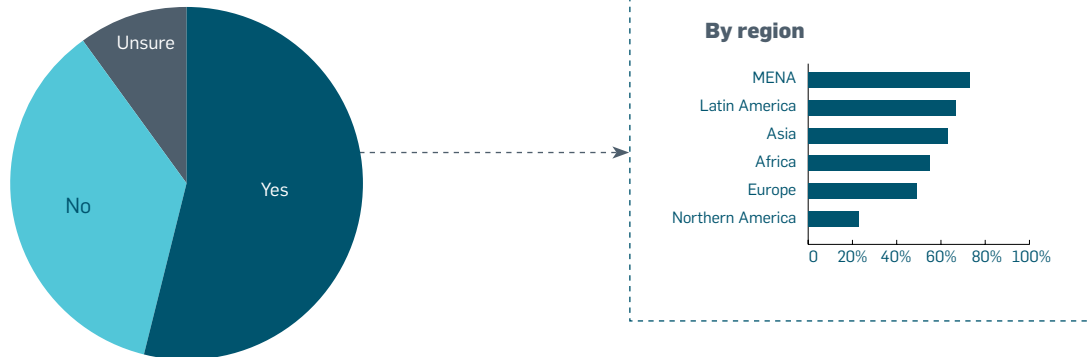 Unsure
Yes
No
By region
MENA
Latin America
Asia
Africa
Europe
Northern America
0 20% 40% 60% 80% 100%